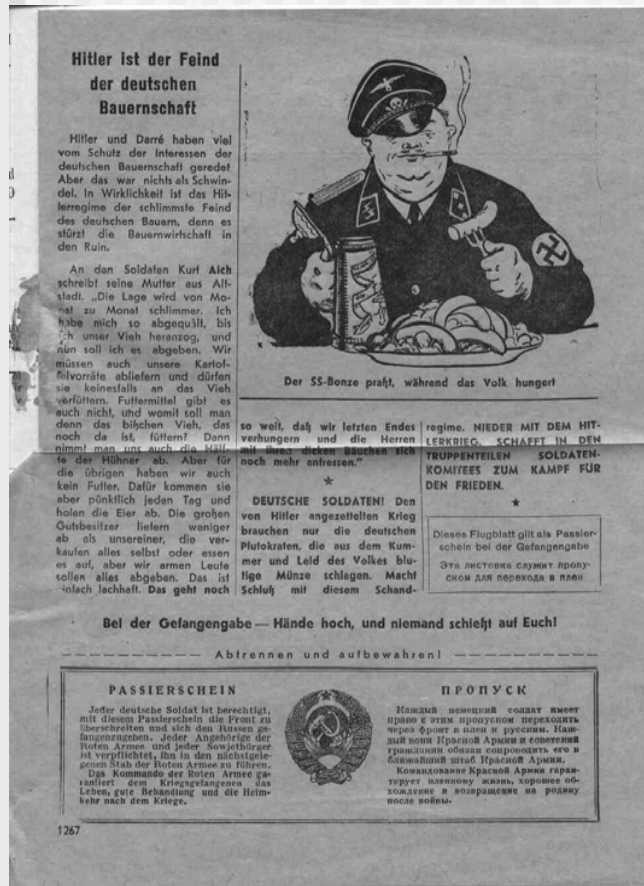 Hitler ist der Feind
der deutschen
Bauernschaft
Hitler und Darré haben viel
vom Schutz der Interessen der
deutschen Bauernschaft geredet
Aber das war nichts als Schwin-
del. In Wirklichkeit ist das Hit-
lerregime der schlimmste Feind
des deutschen Bauern, denn es
stürzt die Bauernwirtschaft in
den Ruin.
An den Soldaten Kurt Aich
schreibt seine Mutter aus Alt-
stadt. „Die Lage wird von Mo-
nat zu Monat schlimmer. Ich
habe mich so abgequält, bis
ich unser Vieh heranzog, und
nun soll ich es abgeben. Wir
müssen auch unsere Kartof-
felvorräte abliefern und dürfen
sie keinesfalls an das Vieh
verfüttern. Futtermittel gibt es
auch nicht, und womit soll man
denn das bißchen Vieh, das
noch da ist, füttern? Dann
nimmt man uns auch die Hälf-
te der Hühner ab. Aber für
die übrigen haben wir auch
kein Futter. Dafür kommen sie
aber pünktlich jeden Tag und
holen die Eier ab. Die großen
Gutsbesitzer liefern weniger
ab als unsereiner, die ver-
kaufen alles selbst oder essen
es auf, aber wir armen Leute
sollen alles abgeben. Das ist
einfach lachhaft. Das geht noch
Der SS-Bonze praßt, während das Volk hungert
so weit, daß wir letzten Endes
verhungern und die Herren
mit ihren dicken Bäuchen sich
noch mehr anfressen."
★
DEUTSCHE SOLDATEN! Den
von Hitler angezettelten Krieg
brauchen nur die deutschen
Plutokraten, die aus dem Kum-
mer und Leid des Volkes blu-
tige Münze schlagen. Macht
Schluß mit diesem Schand-
regime. NIEDER MIT DEM HIT-
LERKRIEG. SCHAFFT IN DEN
TRUPPENTEILEN SOLDATEN-
KOMITEES ZUM KAMPF FÜR
DEN FRIEDEN.
★
Dieses Flugblatt gilt als Passier-
schein bei der Gefangengabe
Эта листовка служит пропу-
ском для перехода в плен
Bei der Gefangengabe — Hände hoch, und niemand schießt auf Euch!
Abtrennen und aufbewahren!
PASSIERSCHEIN
Jeder deutsche Soldat ist berechtigt,
mit diesem Passierschein die Front zu
überschreiten und sich den Russen ge-
fangenzugeben. Jeder Angehörige der
Roten Armee und jeder Sowjetbürger
ist verpflichtet, ihn in den nächstgele-
genen Stab der Roten Armee zu führen.
Das Kommando der Roten Armee ga-
rantiert dem Kriegsgefangenen das
Leben, gute Behandlung und die Heim-
kehr nach dem Kriege.
ПРОПУСК
Каждый немецкий солдат имеет
право с этим пропуском переходить
через фронт в плен к русским. Каж-
дый воин Красной Армии и советский
гражданин обязан сопроводить его в
ближайший штаб Красной Армии.
Командование Красной Армии гаран-
тирует пленному жизнь, хорошее об-
хождение и возвращение на родину
после войны.
1267